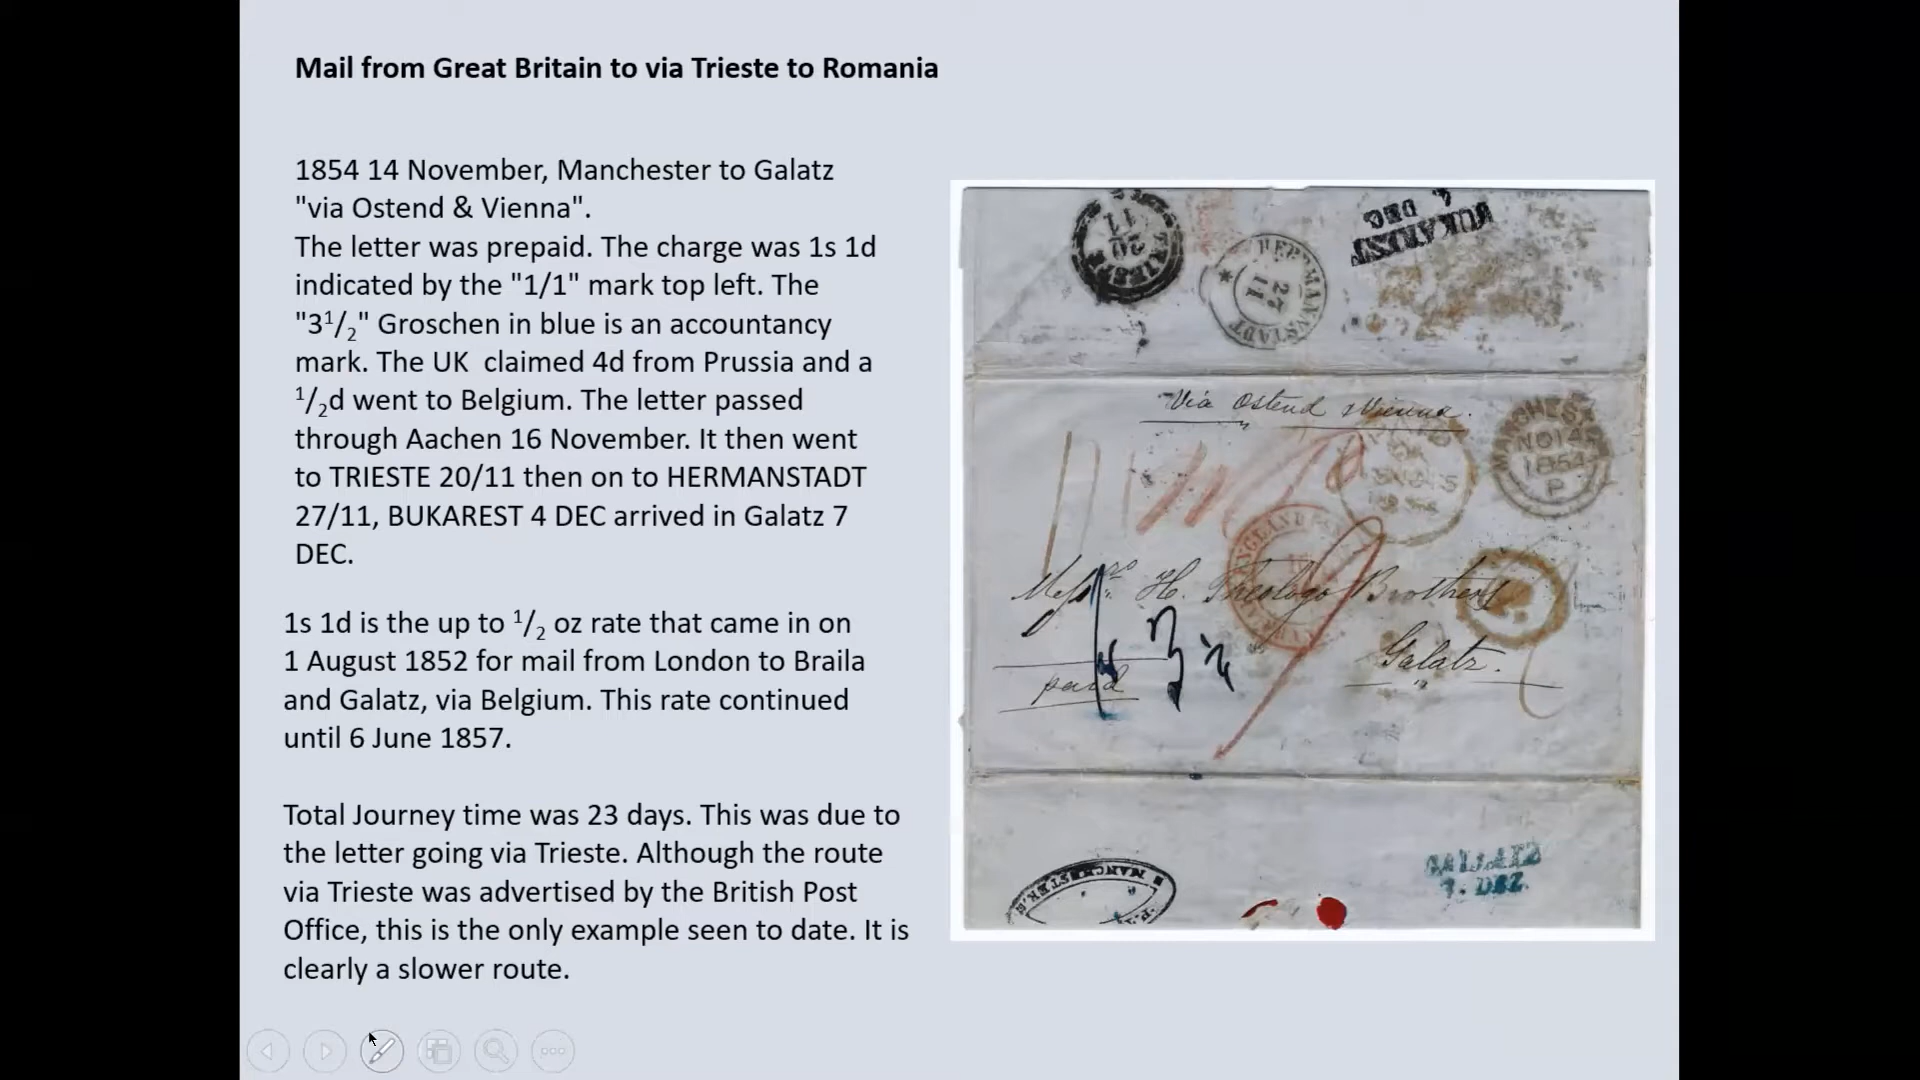 Mail from Great Britain to via Trieste to Romania
1854 14 November, Manchester to Galatz
"via Ostend & Vienna".
The letter was prepaid. The charge was 1s 1d
indicated by the "1/1" mark top left. The
"3¹/₂" Groschen in blue is an accountancy
mark. The UK  claimed 4d from Prussia and a
¹/₂d went to Belgium. The letter passed
through Aachen 16 November. It then went
to TRIESTE 20/11 then on to HERMANSTADT
27/11, BUKAREST 4 DEC arrived in Galatz 7
DEC.
1s 1d is the up to ¹/₂ oz rate that came in on
1 August 1852 for mail from London to Braila
and Galatz, via Belgium. This rate continued
until 6 June 1857.
Total Journey time was 23 days. This was due to
the letter going via Trieste. Although the route
via Trieste was advertised by the British Post
Office, this is the only example seen to date. It is
clearly a slower route.
TRIEST
20
11
HERMANNSTADT
27
11
BUKAREST
DEC
Via Ostend & Vienna.
MANCHESTER
NO 14
1854
P
Messrs H. Theologo Brothers
Galatz.
paid
MANCHESTER
GALLATZ
7. DEZ.